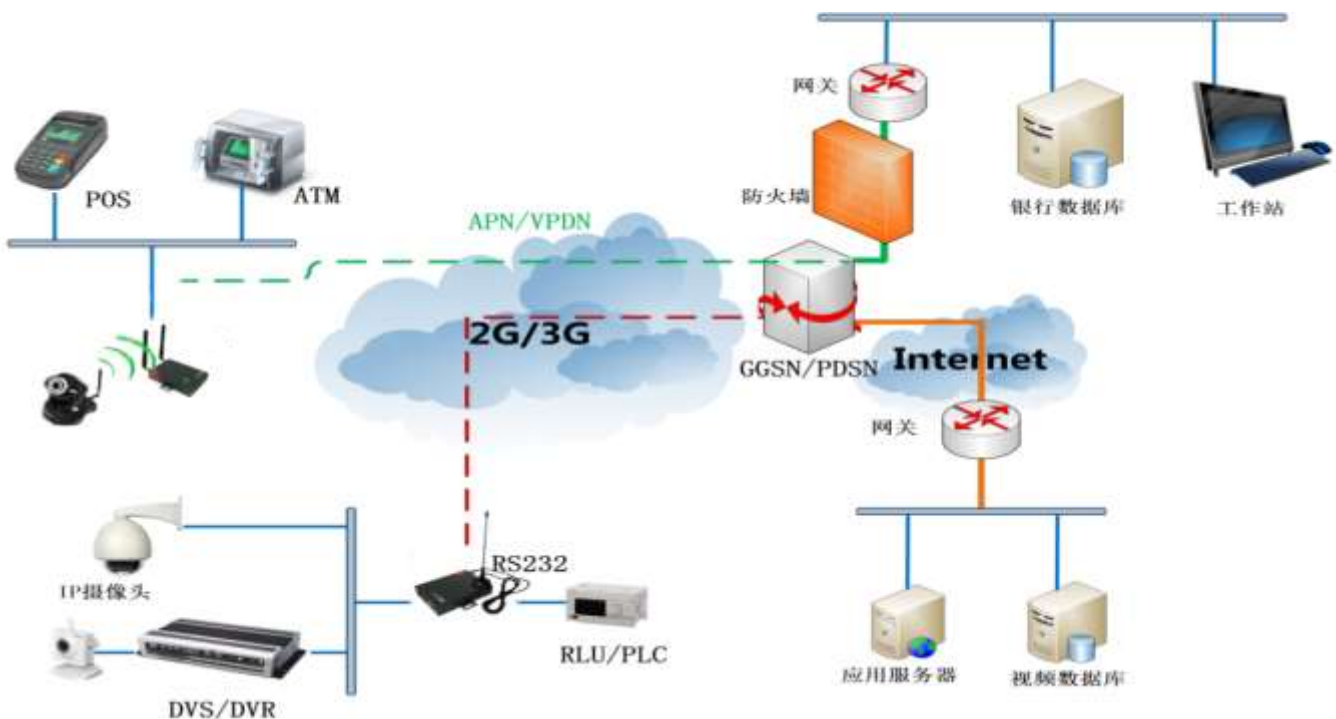 网关
POS
ATM
防火墙
银行数据库
工作站
APN/VPDN
2G/3G
GGSN/PDSN
Internet
网关
RS232
IP摄像头
RLU/PLC
应用服务器
视频数据库
DVS/DVR